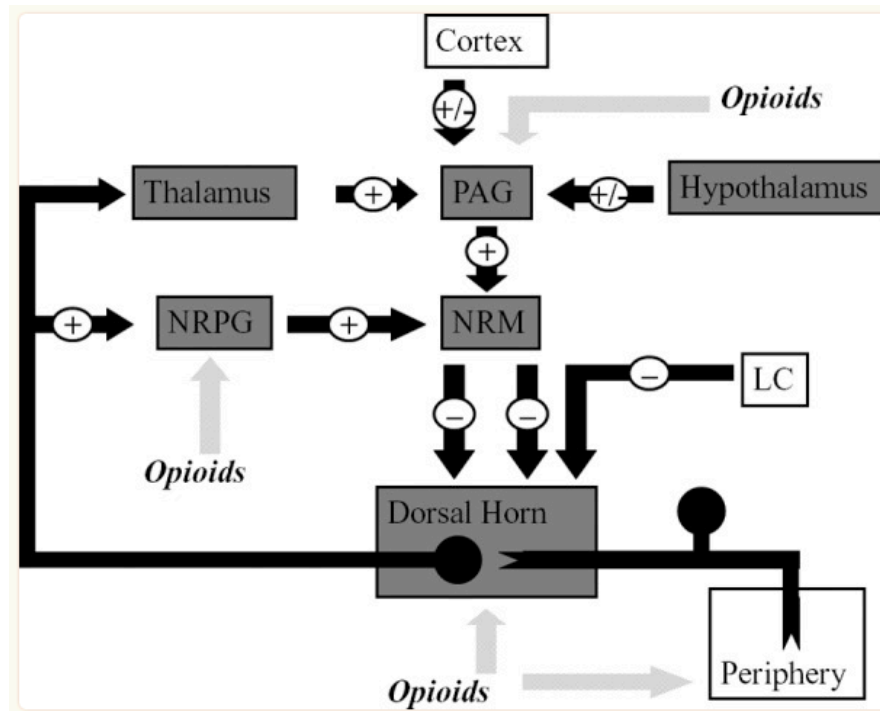 Cortex
+/-
Opioids
Thalamus
+
PAG
+/-
Hypothalamus
+
+
NRPG
+
NRM
−
LC
−
−
Opioids
Dorsal Horn
Periphery
Opioids